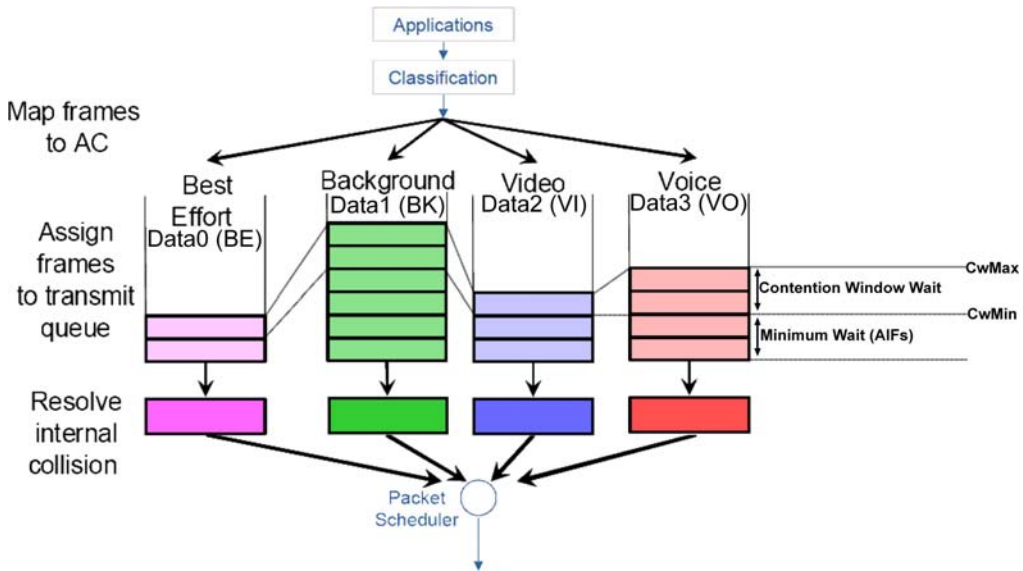 Applications
Classification
Map frames
to AC
Best
Effort
Data0 (BE)
Background
Data1 (BK)
Video
Data2 (VI)
Voice
Data3 (VO)
Assign
frames
to transmit
queue
CwMax
Contention Window Wait
CwMin
Minimum Wait (AIFs)
Resolve
internal
collision
Packet
Scheduler